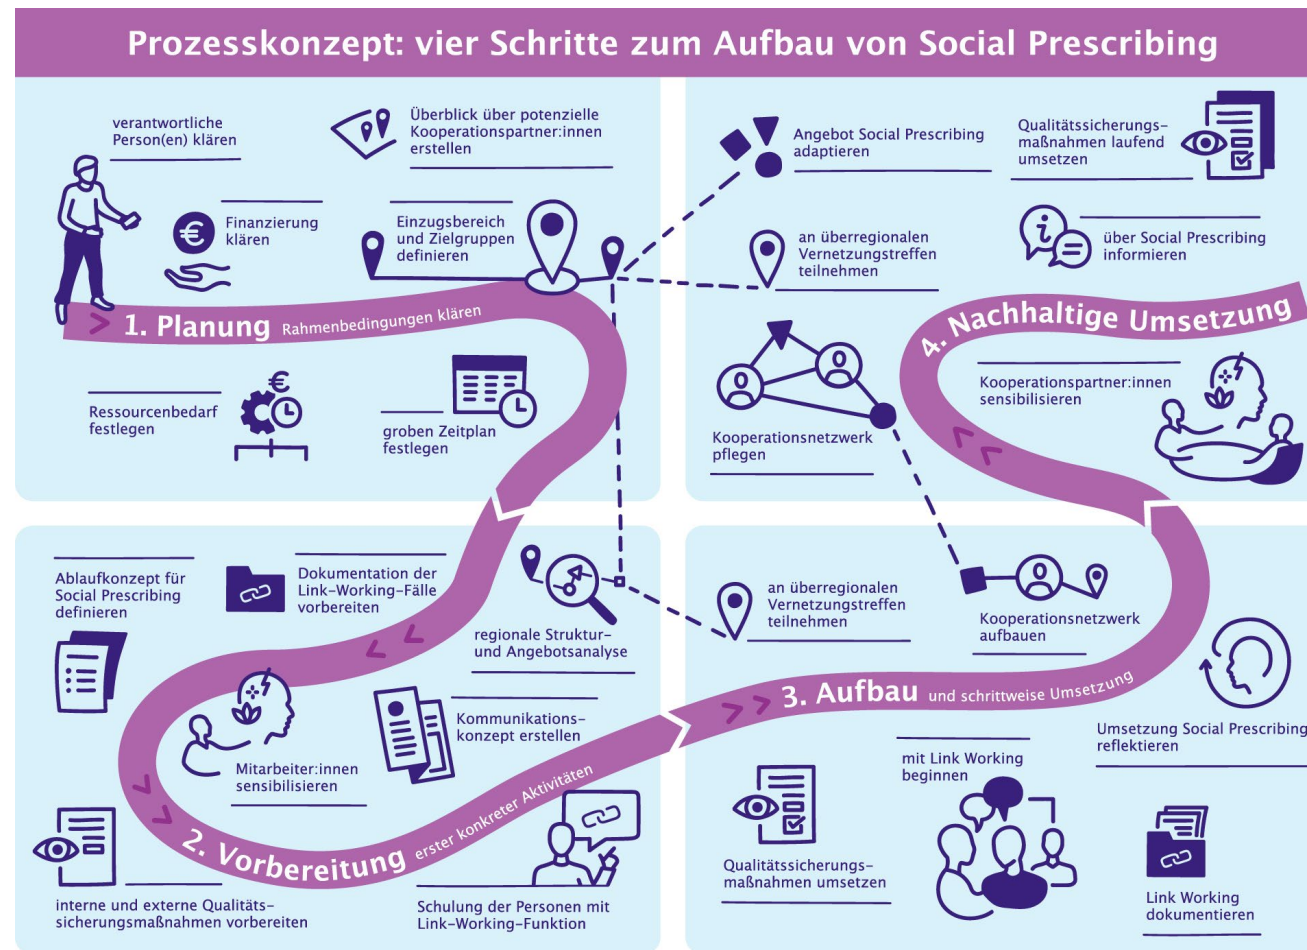 Prozesskonzept: vier Schritte zum Aufbau von Social Prescribing
verantwortliche
Person(en) klären
Überblick über potenzielle
Kooperationspartner:innen
erstellen
€
Finanzierung
klären
Einzugsbereich
und Zielgruppen
definieren
1. Planung Rahmenbedingungen klären
Ressourcenbedarf
festlegen
€
groben Zeitplan
festlegen
Ablaufkonzept für
Social Prescribing
definieren
Dokumentation der
Link-Working-Fälle
vorbereiten
regionale Struktur-
und Angebotsanalyse
Mitarbeiter:innen
sensibilisieren
Kommunikations-
konzept erstellen
2. Vorbereitung erster konkreter Aktivitäten
interne und externe Qualitäts-
sicherungsmaßnahmen vorbereiten
Schulung der Personen mit
Link-Working-Funktion
an überregionalen
Vernetzungstreffen
teilnehmen
Kooperationsnetzwerk
aufbauen
3. Aufbau und schrittweise Umsetzung
Umsetzung Social Prescribing
reflektieren
mit Link Working
beginnen
Qualitätssicherungs-
maßnahmen umsetzen
Link Working
dokumentieren
Angebot Social Prescribing
adaptieren
Qualitätssicherungs-
maßnahmen laufend
umsetzen
an überregionalen
Vernetzungstreffen
teilnehmen
i
über Social Prescribing
informieren
4. Nachhaltige Umsetzung
Kooperationsnetzwerk
pflegen
Kooperationspartner:innen
sensibilisieren